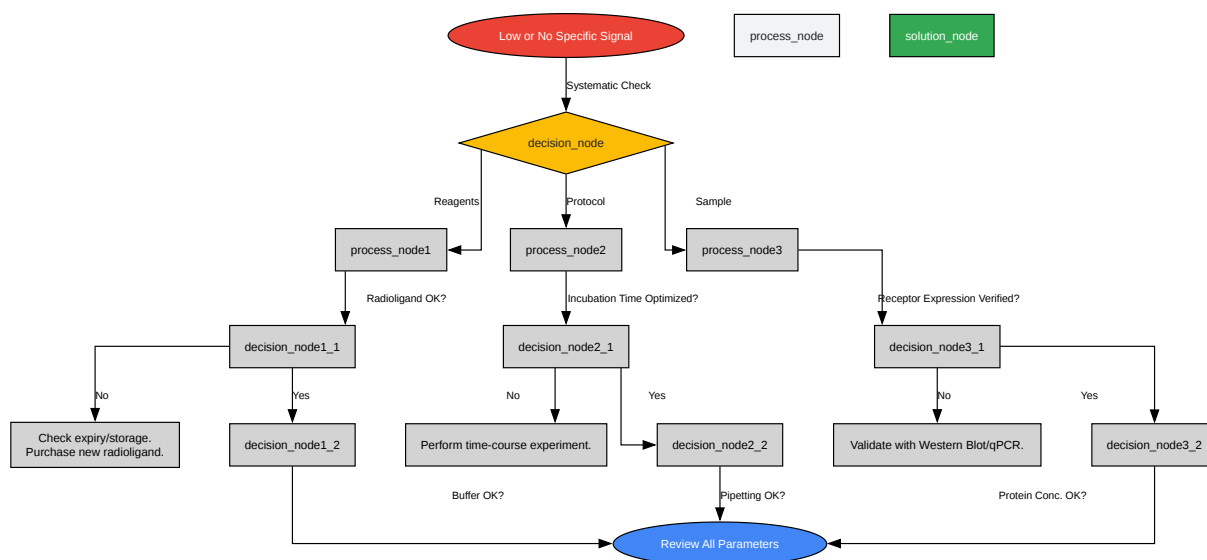 Low or No Specific Signal
process_node
solution_node
Systematic Check
decision_node
Reagents
Protocol
Sample
process_node1
process_node2
process_node3
Radioligand OK?
Incubation Time Optimized?
Receptor Expression Verified?
decision_node1_1
decision_node2_1
decision_node3_1
No
Yes
No
Yes
No
Yes
Check expiry/storage.
Purchase new radioligand.
decision_node1_2
Perform time-course experiment.
decision_node2_2
Validate with Western Blot/qPCR.
decision_node3_2
Buffer OK?
Pipetting OK?
Protein Conc. OK?
Review All Parameters